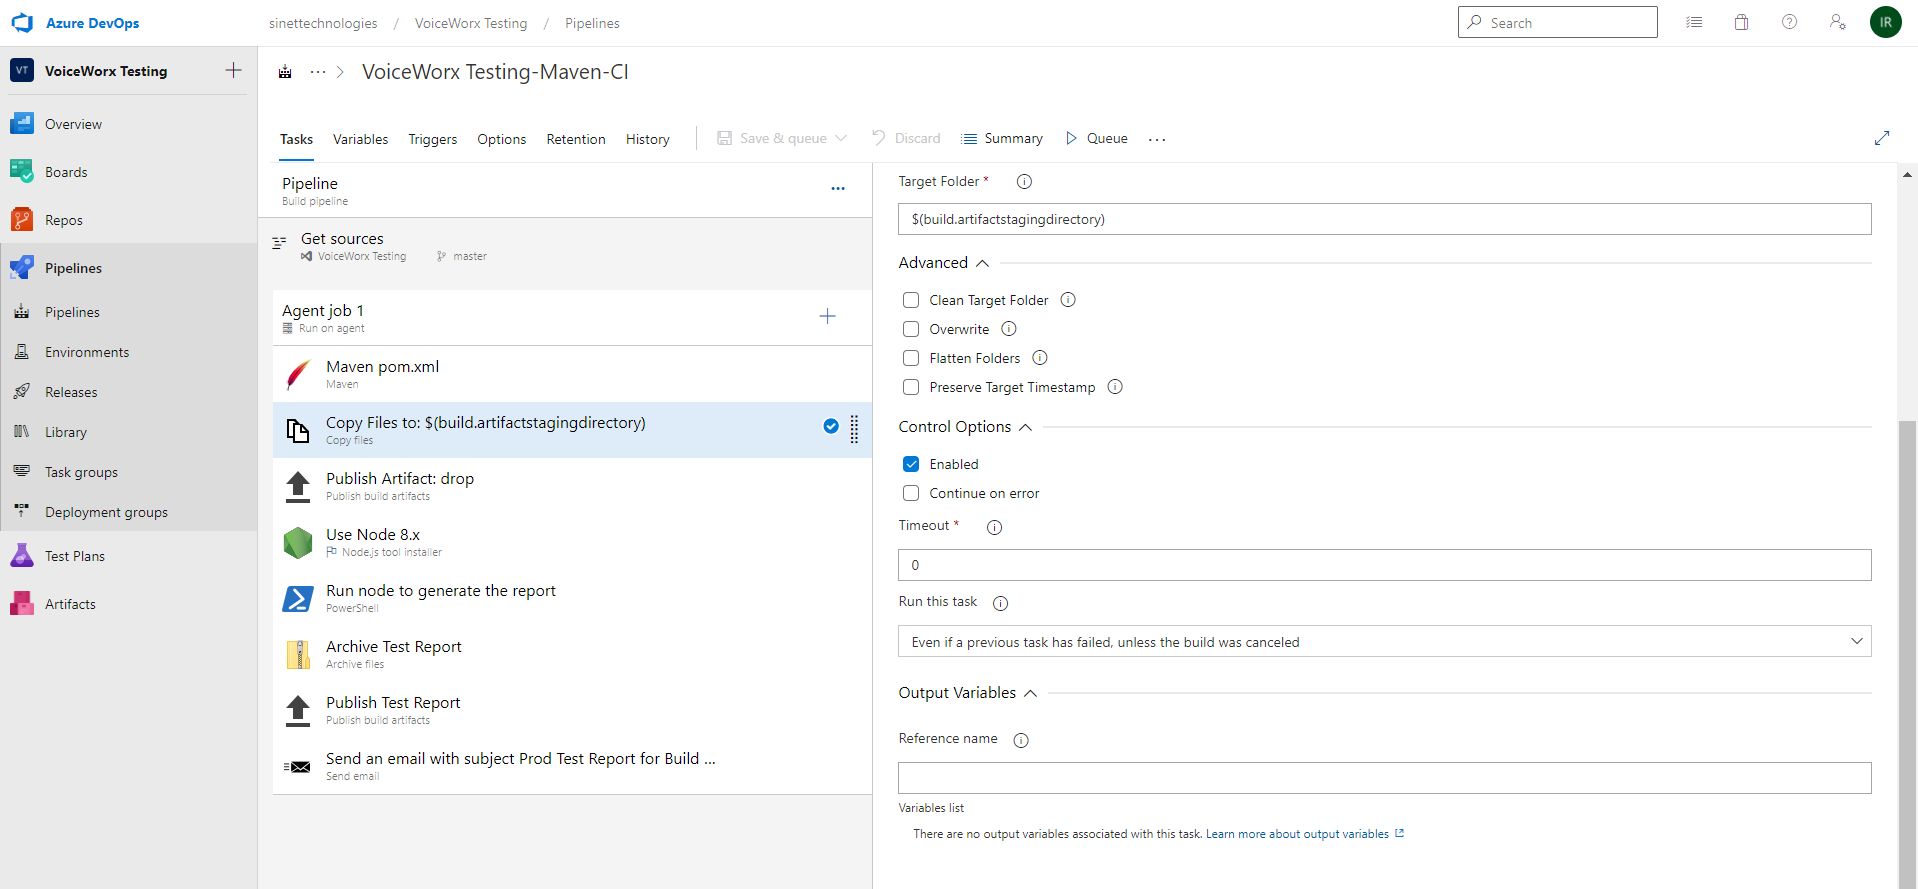 Azure DevOps
sinettechnologies / VoiceWorx Testing / Pipelines
Search
IR
VT
VoiceWorx Testing
Overview
Boards
Repos
Pipelines
Pipelines
Environments
Releases
Library
Task groups
Deployment groups
Test Plans
Artifacts
··· > VoiceWorx Testing-Maven-CI
Tasks Variables Triggers Options Retention History Save & queue Discard Summary Queue ···
Pipeline
Build pipeline
Get sources
VoiceWorx Testing master
Agent job 1
Run on agent
Maven pom.xml
Maven
Copy Files to: $(build.artifactstagingdirectory)
Copy files
Publish Artifact: drop
Publish build artifacts
Use Node 8.x
Node.js tool installer
Run node to generate the report
PowerShell
Archive Test Report
Archive files
Publish Test Report
Publish build artifacts
Send an email with subject Prod Test Report for Build ...
Send email
Target Folder *
$(build.artifactstagingdirectory)
Advanced
Clean Target Folder
Overwrite
Flatten Folders
Preserve Target Timestamp
Control Options
Enabled
Continue on error
Timeout *
0
Run this task
Even if a previous task has failed, unless the build was canceled
Output Variables
Reference name
Variables list
There are no output variables associated with this task. Learn more about output variables